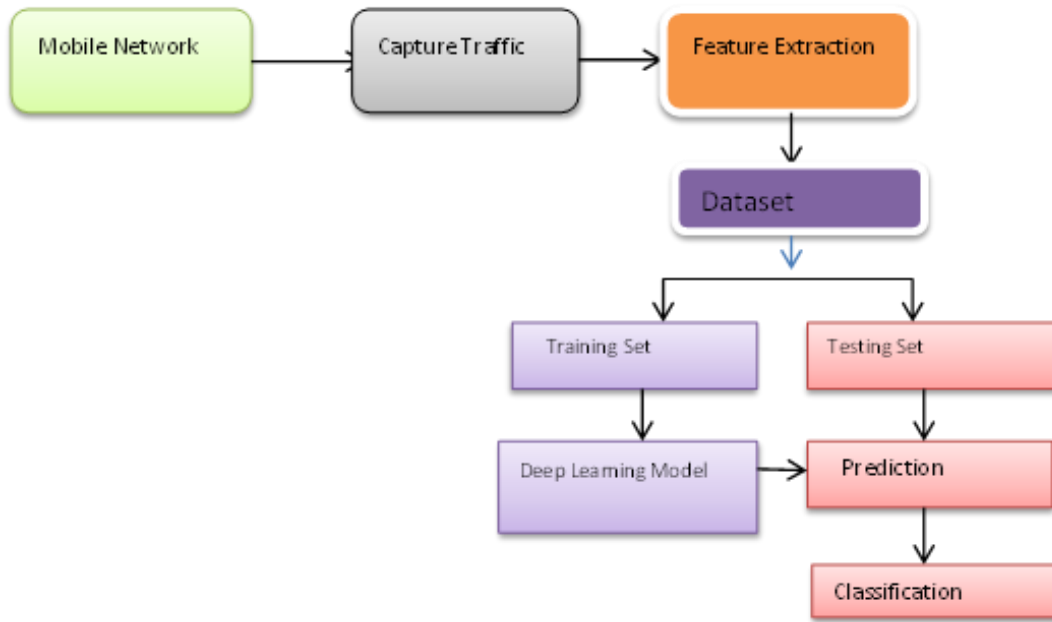 Mobile Network
Capture Traffic
Feature Extraction
Dataset
Training Set
Testing Set
Deep Learning Model
Prediction
Classification